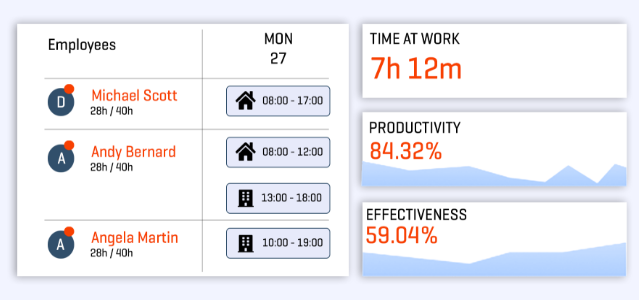 Employees
MON
27
D
Michael Scott
28h / 40h
08:00 - 17:00
A
Andy Bernard
28h / 40h
08:00 - 12:00
13:00 - 18:00
A
Angela Martin
28h / 40h
10:00 - 19:00
TIME AT WORK
7h 12m
PRODUCTIVITY
84.32%
EFFECTIVENESS
59.04%